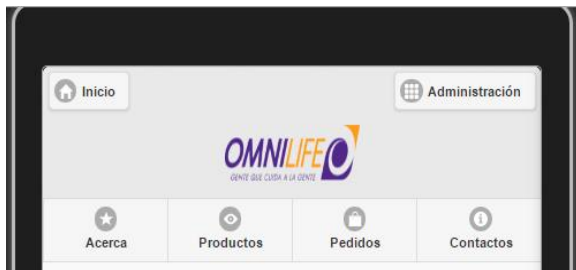 Inicio
Administración
OMNILIFE
GENTE QUE CUIDA A LA GENTE
Acerca
Productos
Pedidos
Contactos